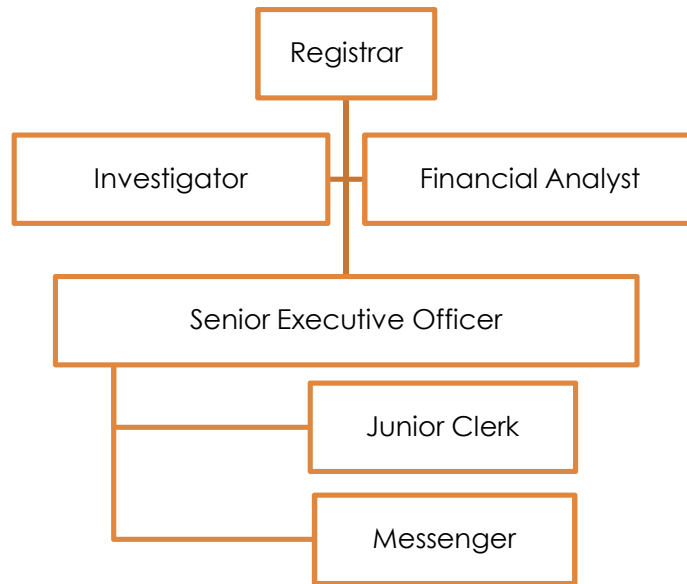 Registrar
Investigator
Financial Analyst
Senior Executive Officer
Junior Clerk
Messenger